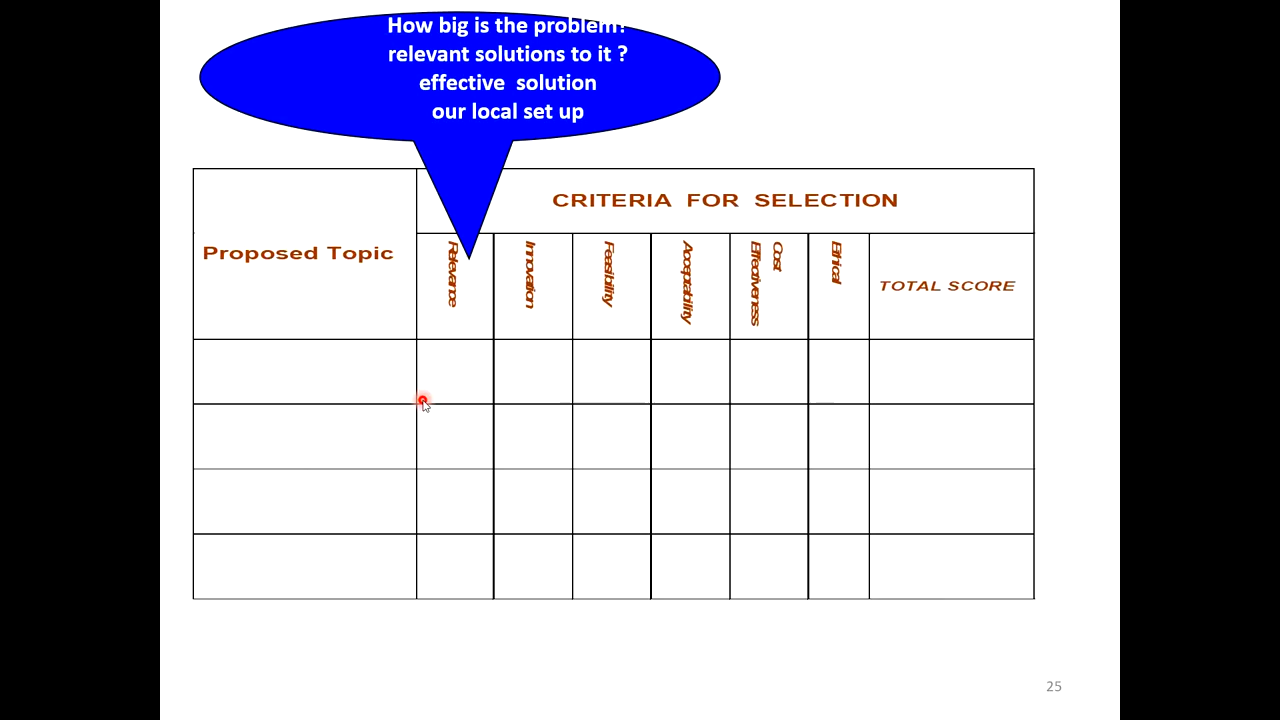 How big is the problem?
relevant solutions to it ?
effective solution
our local set up
CRITERIA FOR SELECTION
Proposed Topic
Relevance
Innovation
Feasibility
Acceptability
Cost
Effectiveness
Ethical
TOTAL SCORE
25